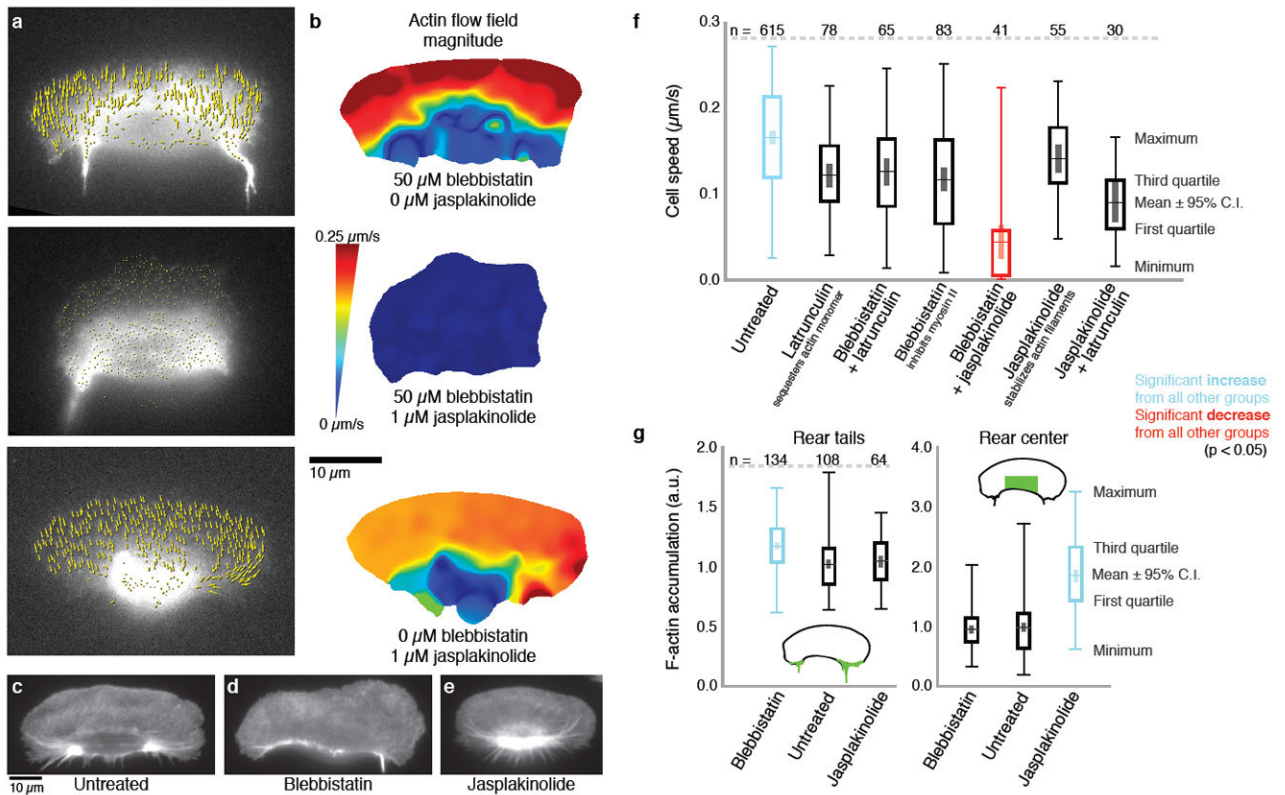 a
b
Actin flow field
magnitude
50 µM blebbistatin
0 µM jasplakinolide
0.25 µm/s
0 µm/s
50 µM blebbistatin
1 µM jasplakinolide
10 µm
0 µM blebbistatin
1 µM jasplakinolide
c
d
e
10 µm
Untreated
Blebbistatin
Jasplakinolide
f
Cell speed (µm/s)
0.3
0.2
0.1
0.0
n = 615 78 65 83 41 55 30
Maximum
Third quartile
Mean ± 95% C.I.
First quartile
Minimum
Untreated
Latrunculin
sequesters actin monomer
Blebbistatin
+ latrunculin
Blebbistatin
inhibits myosin II
Blebbistatin
+ jasplakinolide
Jasplakinolide
stabilizes actin filaments
Jasplakinolide
+ latrunculin
Significant increase
from all other groups
Significant decrease
from all other groups
(p < 0.05)
g
Rear tails
F-actin accumulation (a.u.)
2.0
1.5
1.0
0.5
0.0
n = 134 108 64
Blebbistatin
Untreated
Jasplakinolide
Rear center
4.0
3.0
2.0
1.0
0.0
Maximum
Third quartile
Mean ± 95% C.I.
First quartile
Minimum
Blebbistatin
Untreated
Jasplakinolide